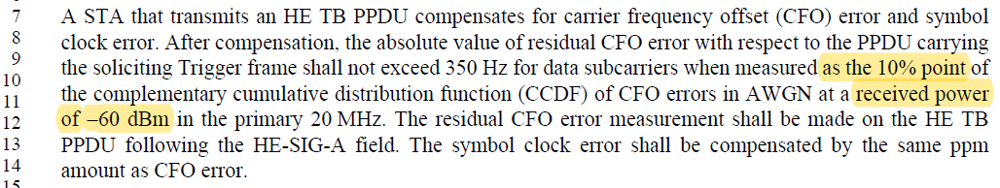 7 A STA that transmits an HE TB PPDU compensates for carrier frequency offset (CFO) error and symbol
8 clock error. After compensation, the absolute value of residual CFO error with respect to the PPDU carrying
9 the soliciting Trigger frame shall not exceed 350 Hz for data subcarriers when measured as the 10% point of
10 the complementary cumulative distribution function (CCDF) of CFO errors in AWGN at a received power
11 of –60 dBm in the primary 20 MHz. The residual CFO error measurement shall be made on the HE TB
12 PPDU following the HE-SIG-A field. The symbol clock error shall be compensated by the same ppm
13 amount as CFO error.
14